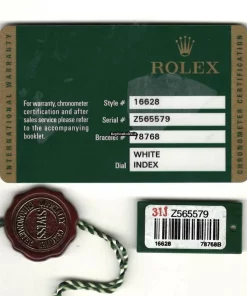 INTERNATIONAL WARRANTY
ROLEX
For warranty, chronometer
certification and after
sales service please refer
to the accompanying
booklet.
Style # 16628
Serial # Z565579
Bracelet # 78768
WHITE
Dial INDEX
CHRONOMETER CERTIFICATION
SWISS
313 Z565579
16628 78768B